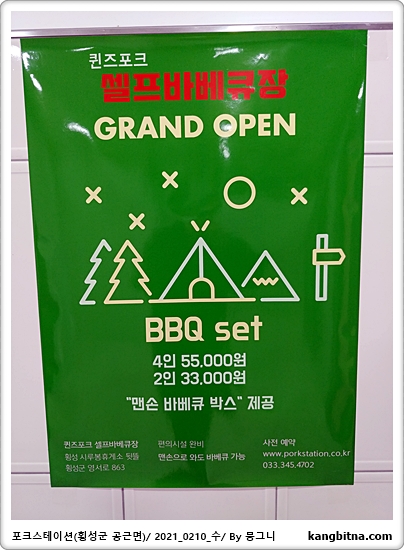 퀸즈포크
셀프바베큐장
GRAND OPEN
BBQ set
4인 55,000원
2인 33,000원
"맨손 바베큐 박스" 제공
퀸즈포크 셀프바베큐장
횡성 시루봉휴게소 뒷뜰
횡성군 영서로 863
편의시설 완비
맨손으로 와도 바베큐 가능
사전 예약
www.porkstation.co.kr
033.345.4702
포크스테이션(횡성군 공근면)/ 2021_0210_수/ By 뭉그니
kangbitna.com